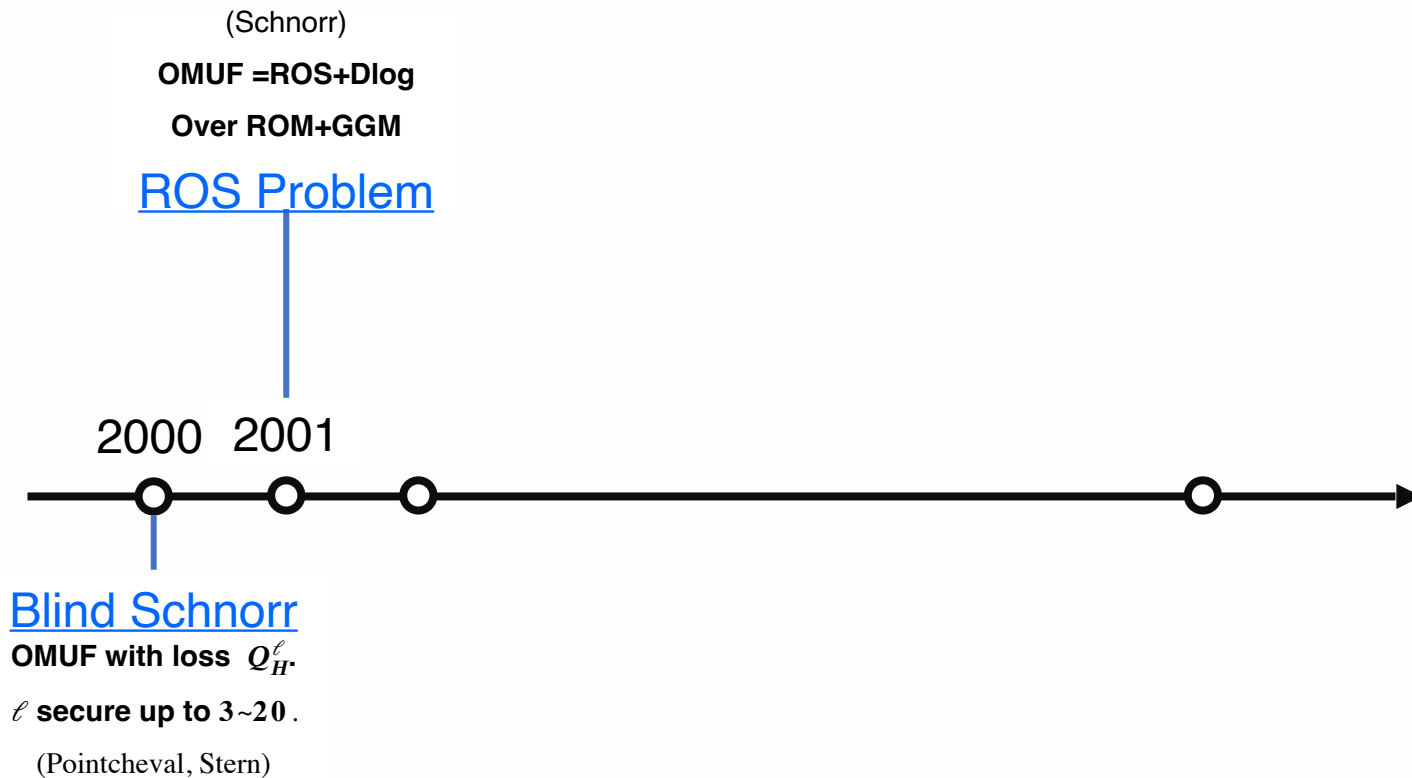 (Schnorr)
OMUF =ROS+Dlog
Over ROM+GGM
ROS Problem
2000 2001
Blind Schnorr
OMUF with loss $Q_H^\ell$.
ℓ secure up to 3~20 .
(Pointcheval, Stern)